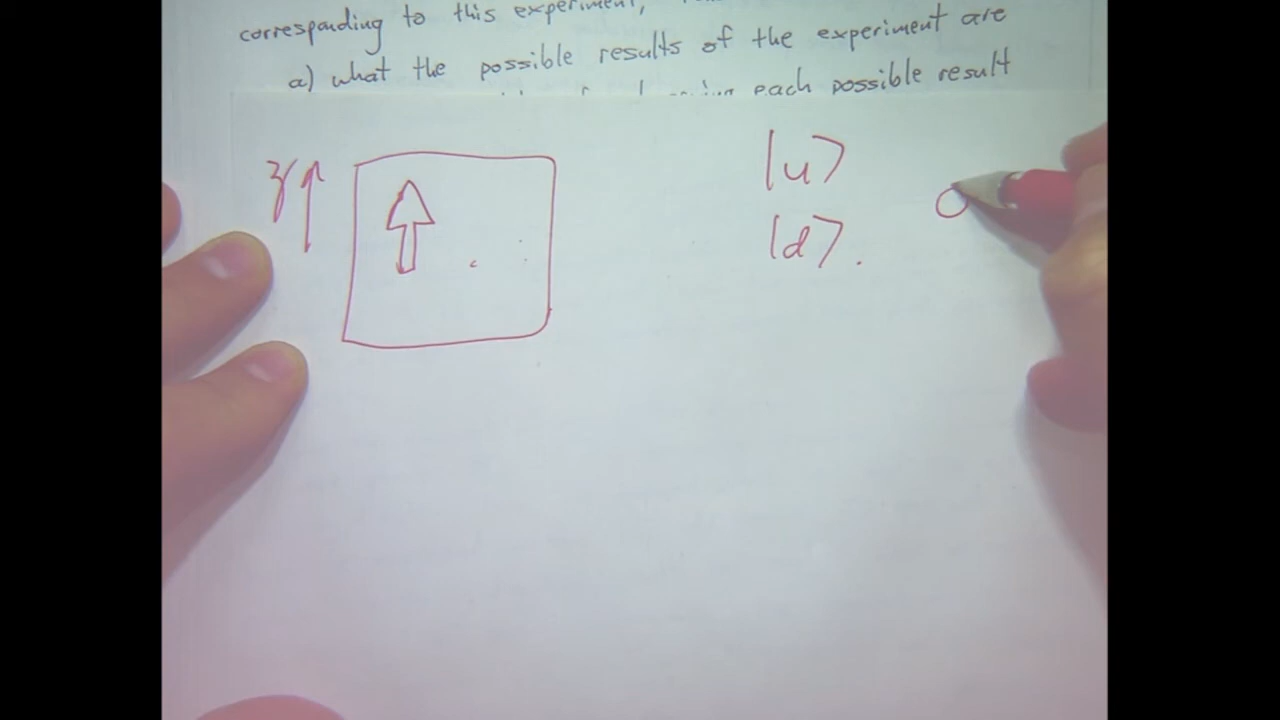 corresponding to this experiment,
a) what the possible results of the experiment are
each possible result
z
|u⟩
|d⟩.